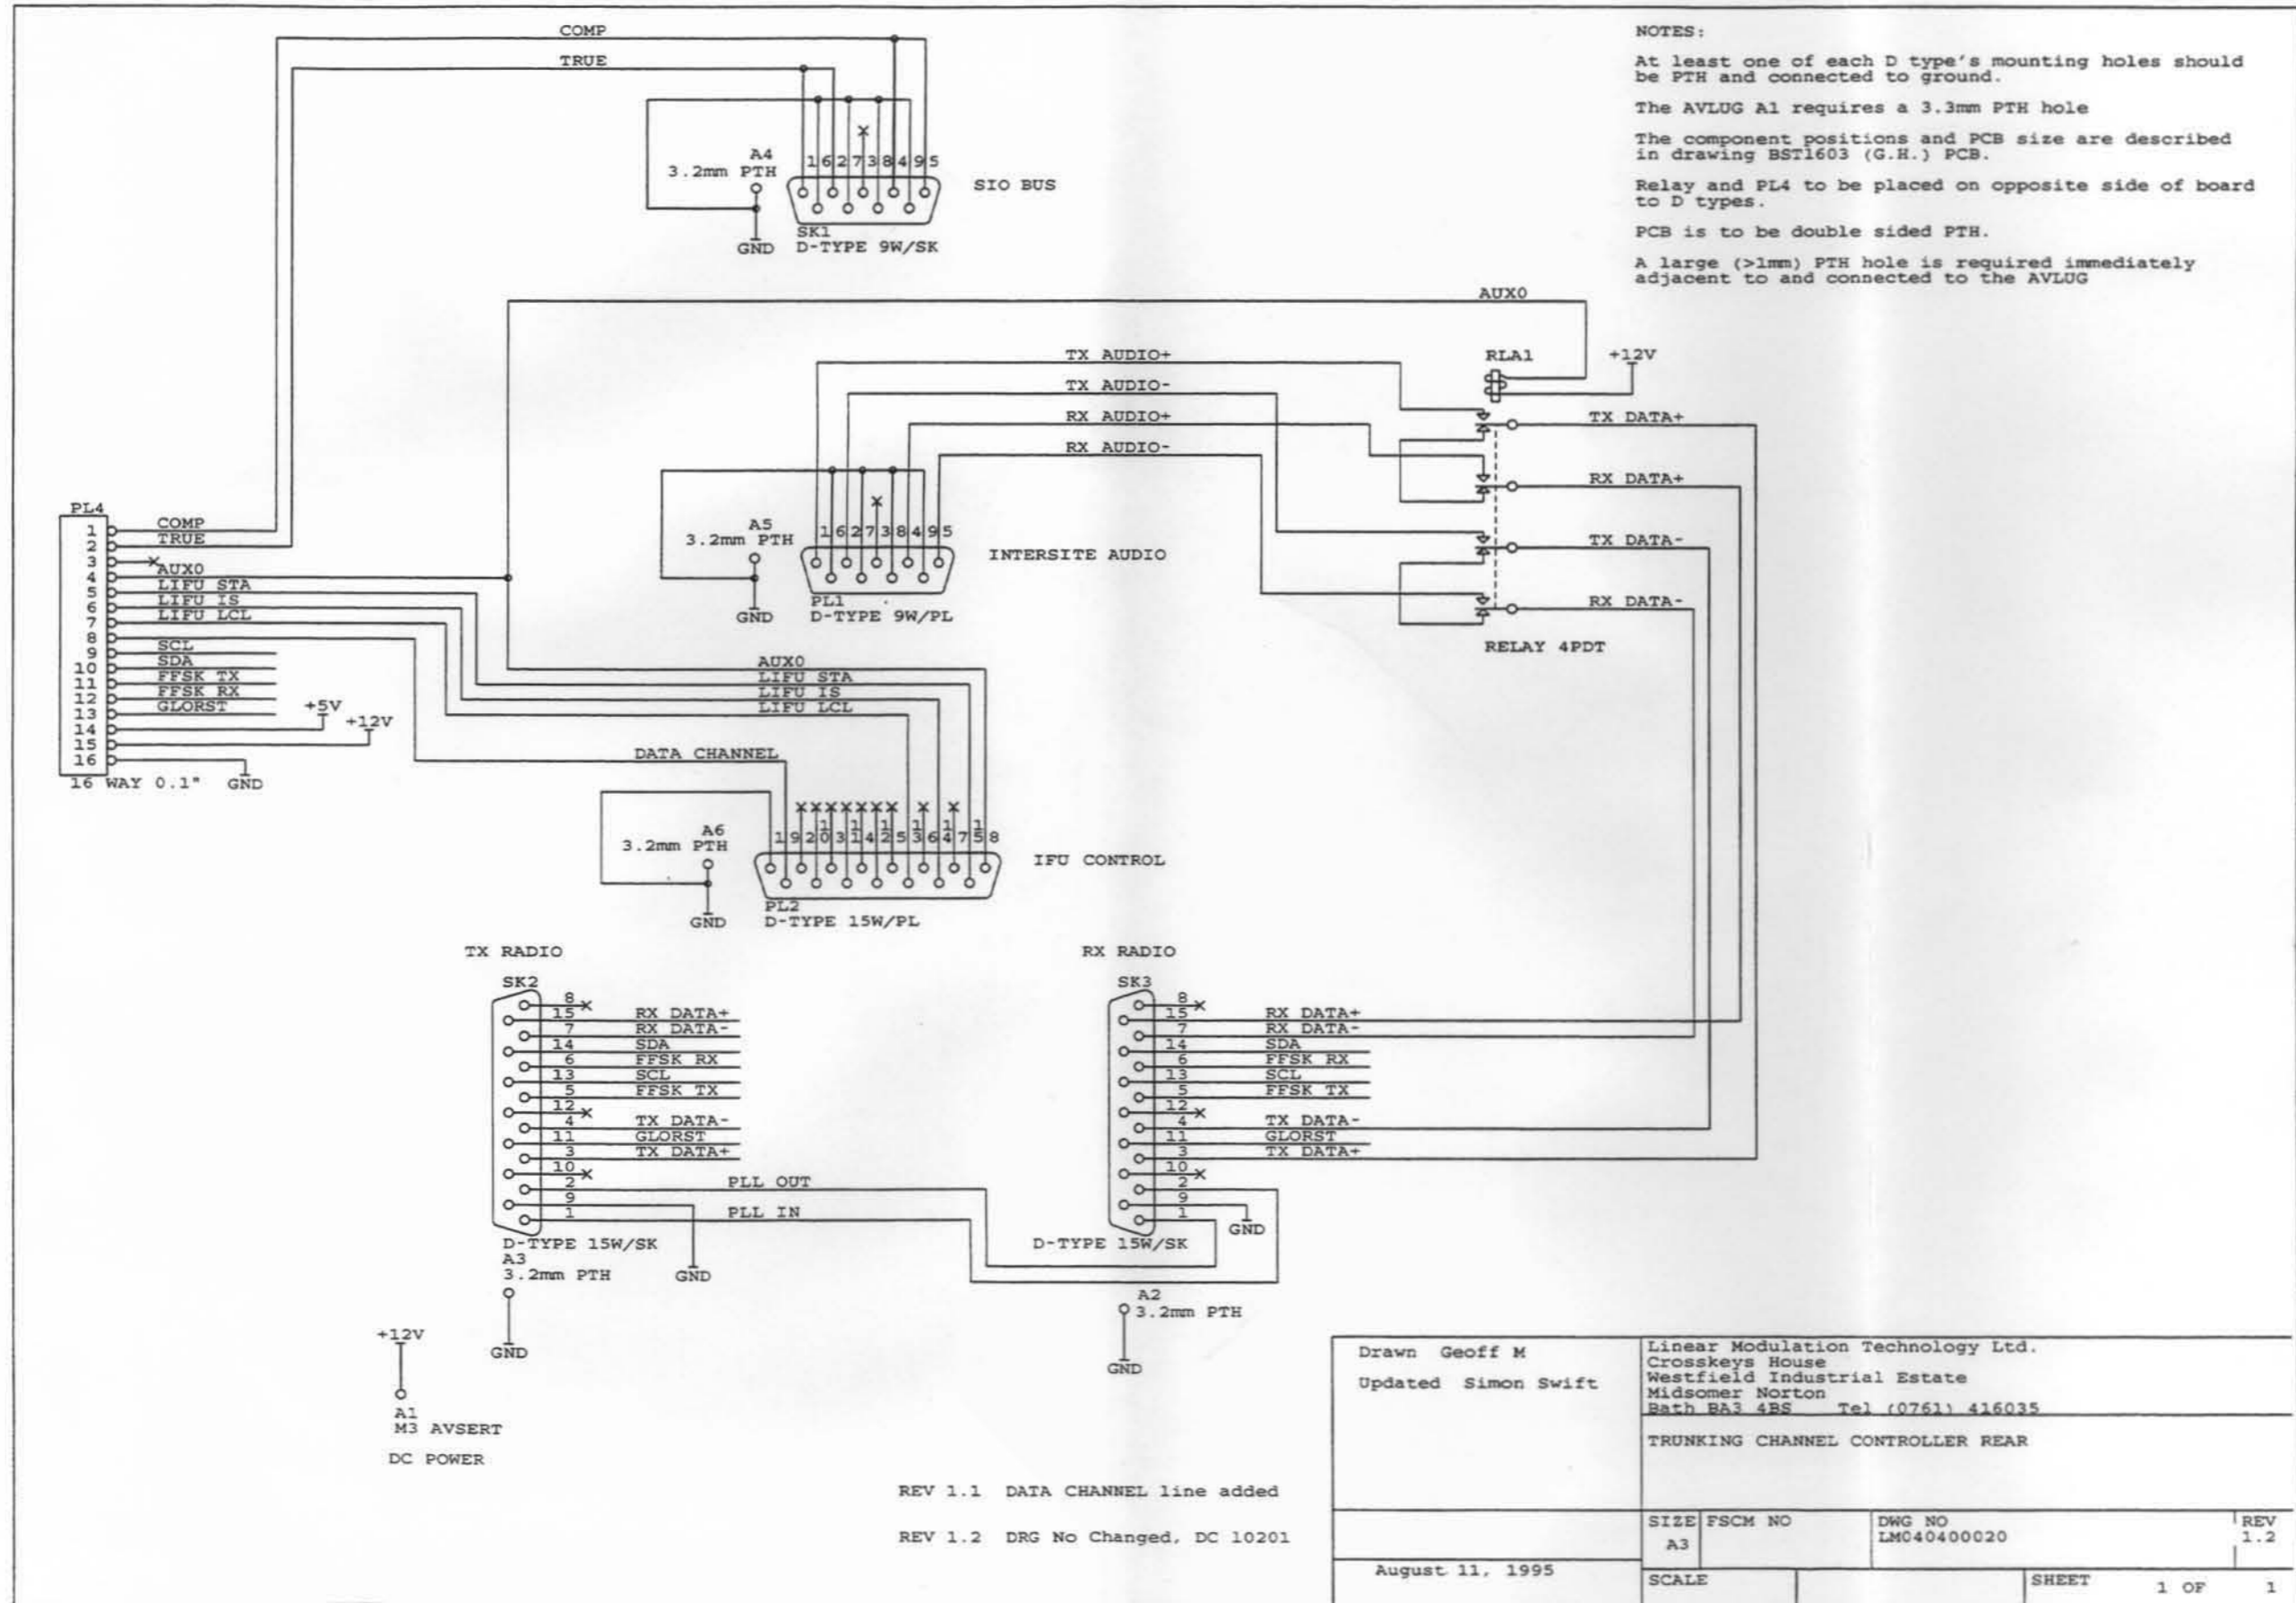 COMP
TRUE
A4
3.2mm PTH
1 6 2 7 3 8 4 9 5
SIO BUS
SK1
D-TYPE 9W/SK
GND
NOTES:
At least one of each D type's mounting holes should
be PTH and connected to ground.
The AVLUG A1 requires a 3.3mm PTH hole
The component positions and PCB size are described
in drawing BST1603 (G.H.) PCB.
Relay and PL4 to be placed on opposite side of board
to D types.
PCB is to be double sided PTH.
A large (>1mm) PTH hole is required immediately
adjacent to and connected to the AVLUG
AUX0
TX AUDIO+
TX AUDIO-
RX AUDIO+
RX AUDIO-
RLA1
+12V
TX DATA+
RX DATA+
TX DATA-
RX DATA-
RELAY 4PDT
A5
3.2mm PTH
1 6 2 7 3 8 4 9 5
INTERSITE AUDIO
PL1
D-TYPE 9W/PL
GND
PL4
1 COMP
2 TRUE
3
4 AUX0
5 LIFU STA
6 LIFU IS
7 LIFU LCL
8
9 SCL
10 SDA
11 FFSK TX
12 FFSK RX
13 GLORST
14 +5V
15 +12V
16 GND
16 WAY 0.1"
AUX0
LIFU STA
LIFU IS
LIFU LCL
DATA CHANNEL
A6
3.2mm PTH
1 9 2 10 3 11 4 12 5 13 6 14 7 15 8
IFU CONTROL
PL2
D-TYPE 15W/PL
GND
TX RADIO
SK2
8
15 RX DATA+
7 RX DATA-
14 SDA
6 FFSK RX
13 SCL
5 FFSK TX
12
4 TX DATA-
11 GLORST
3 TX DATA+
10
2 PLL OUT
9
1 PLL IN
D-TYPE 15W/SK
A3
3.2mm PTH
GND
GND
RX RADIO
SK3
8
15 RX DATA+
7 RX DATA-
14 SDA
6 FFSK RX
13 SCL
5 FFSK TX
12
4 TX DATA-
11 GLORST
3 TX DATA+
10
2
9
1
GND
D-TYPE 15W/SK
A2
3.2mm PTH
GND
+12V
A1
M3 AVSERT
DC POWER
REV 1.1 DATA CHANNEL line added
REV 1.2 DRG No Changed, DC 10201
Drawn Geoff M
Updated Simon Swift
August 11, 1995
Linear Modulation Technology Ltd.
Crosskeys House
Westfield Industrial Estate
Midsomer Norton
Bath BA3 4BS Tel (0761) 416035
TRUNKING CHANNEL CONTROLLER REAR
SIZE FSCM NO DWG NO REV
A3 LM040400020 1.2
SCALE SHEET 1 OF 1